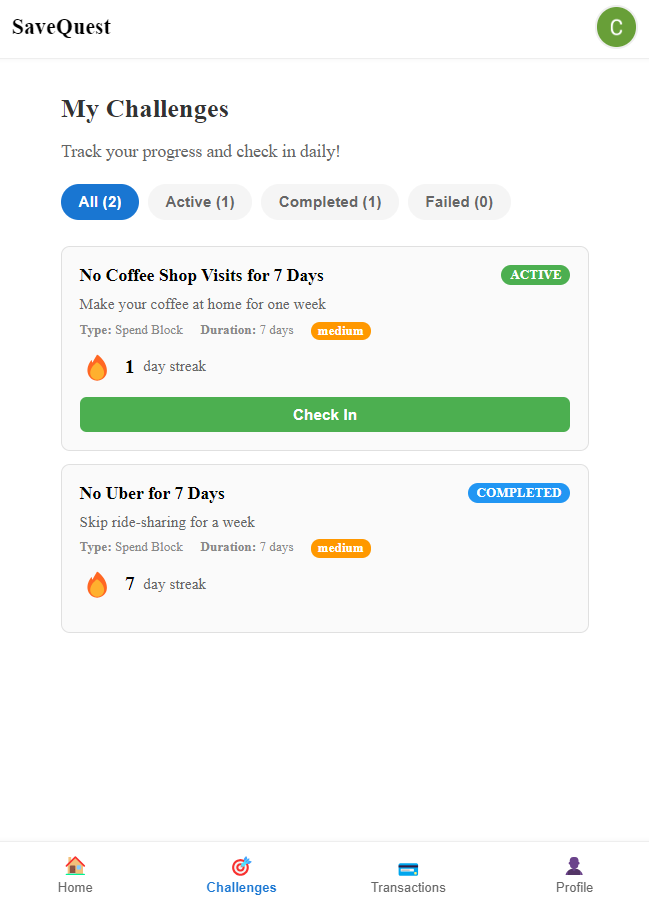 SaveQuest
C
My Challenges
Track your progress and check in daily!
All (2) Active (1) Completed (1) Failed (0)
No Coffee Shop Visits for 7 Days ACTIVE
Make your coffee at home for one week
Type: Spend Block Duration: 7 days medium
1 day streak
Check In
No Uber for 7 Days COMPLETED
Skip ride-sharing for a week
Type: Spend Block Duration: 7 days medium
7 day streak
Home Challenges Transactions Profile